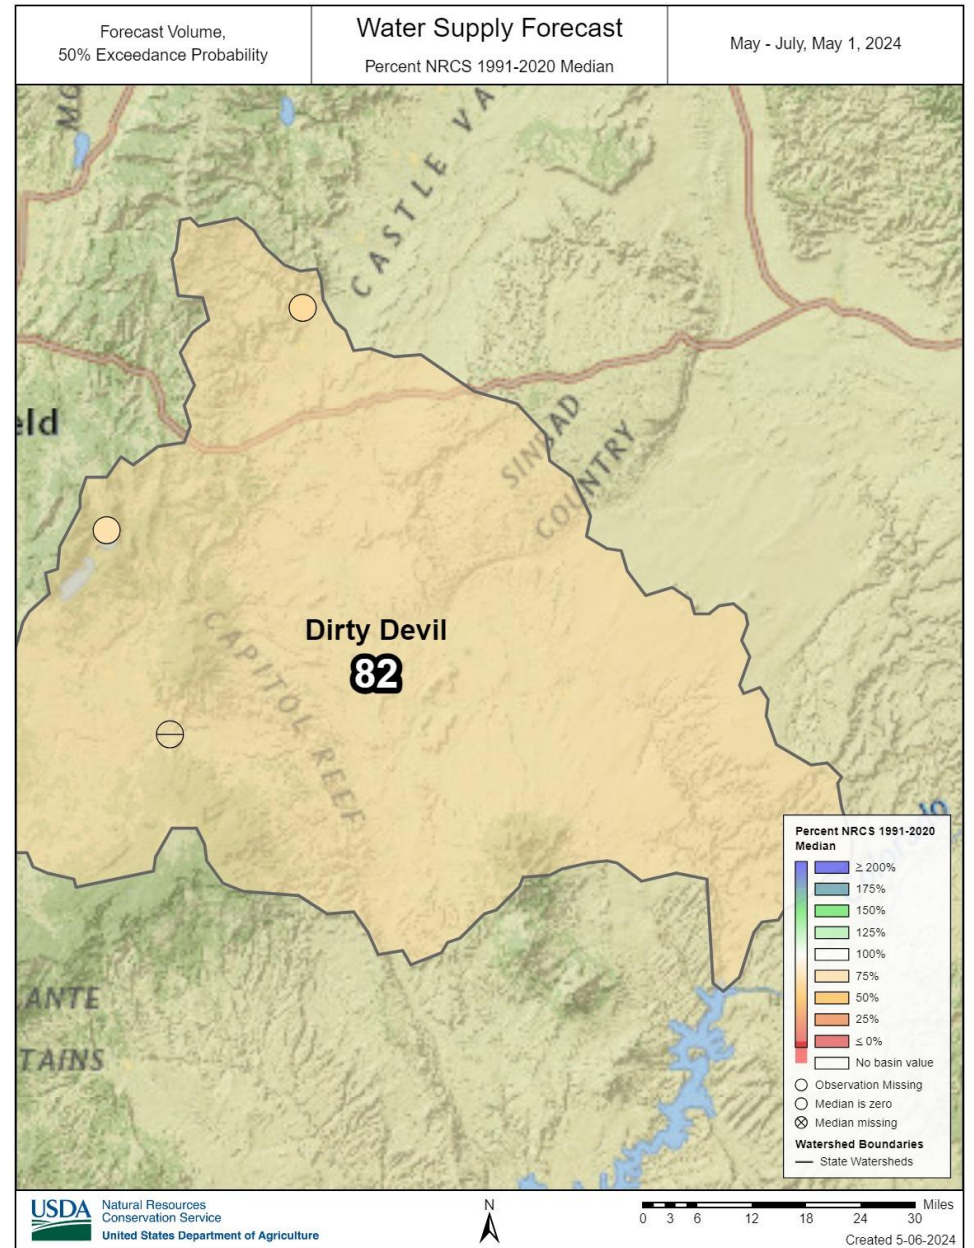 Forecast Volume,
50% Exceedance Probability
Water Supply Forecast
Percent NRCS 1991-2020 Median
May - July, May 1, 2024
MO
CASTLE VA
eld
SINBAD
COUNTRY
Dirty Devil
82
CAPITOL REEF
ANTE
TAINS
Percent NRCS 1991-2020
Median
≥ 200%
175%
150%
125%
100%
75%
50%
25%
≤ 0%
No basin value
Observation Missing
Median is zero
Median missing
Watershed Boundaries
State Watersheds
USDA
Natural Resources
Conservation Service
United States Department of Agriculture
N
Miles
0 3 6 12 18 24 30
Created 5-06-2024